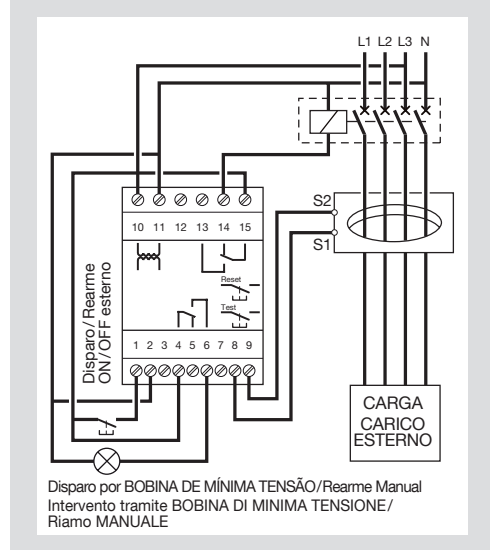 L1 L2 L3 N
S2
S1
10 11 12 13 14 15
Reset
Test
Disparo/Rearme
ON/OFF esterno
1 2 3 4 5 6 7 8 9
CARGA
CARICO
ESTERNO
Disparo por BOBINA DE MÍNIMA TENSÃO/Rearme Manual
Intervento tramite BOBINA DI MINIMA TENSIONE/
Riamo MANUALE